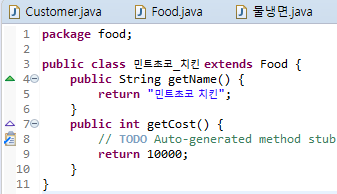 Customer.java Food.java 물냉면.java
1 package food;
2
3 public class 민트초코_치킨 extends Food {
4 public String getName() {
5 return "민트초코 치킨";
6 }
7 public int getCost() {
8 // TODO Auto-generated method stub
9 return 10000;
10 }
11 }